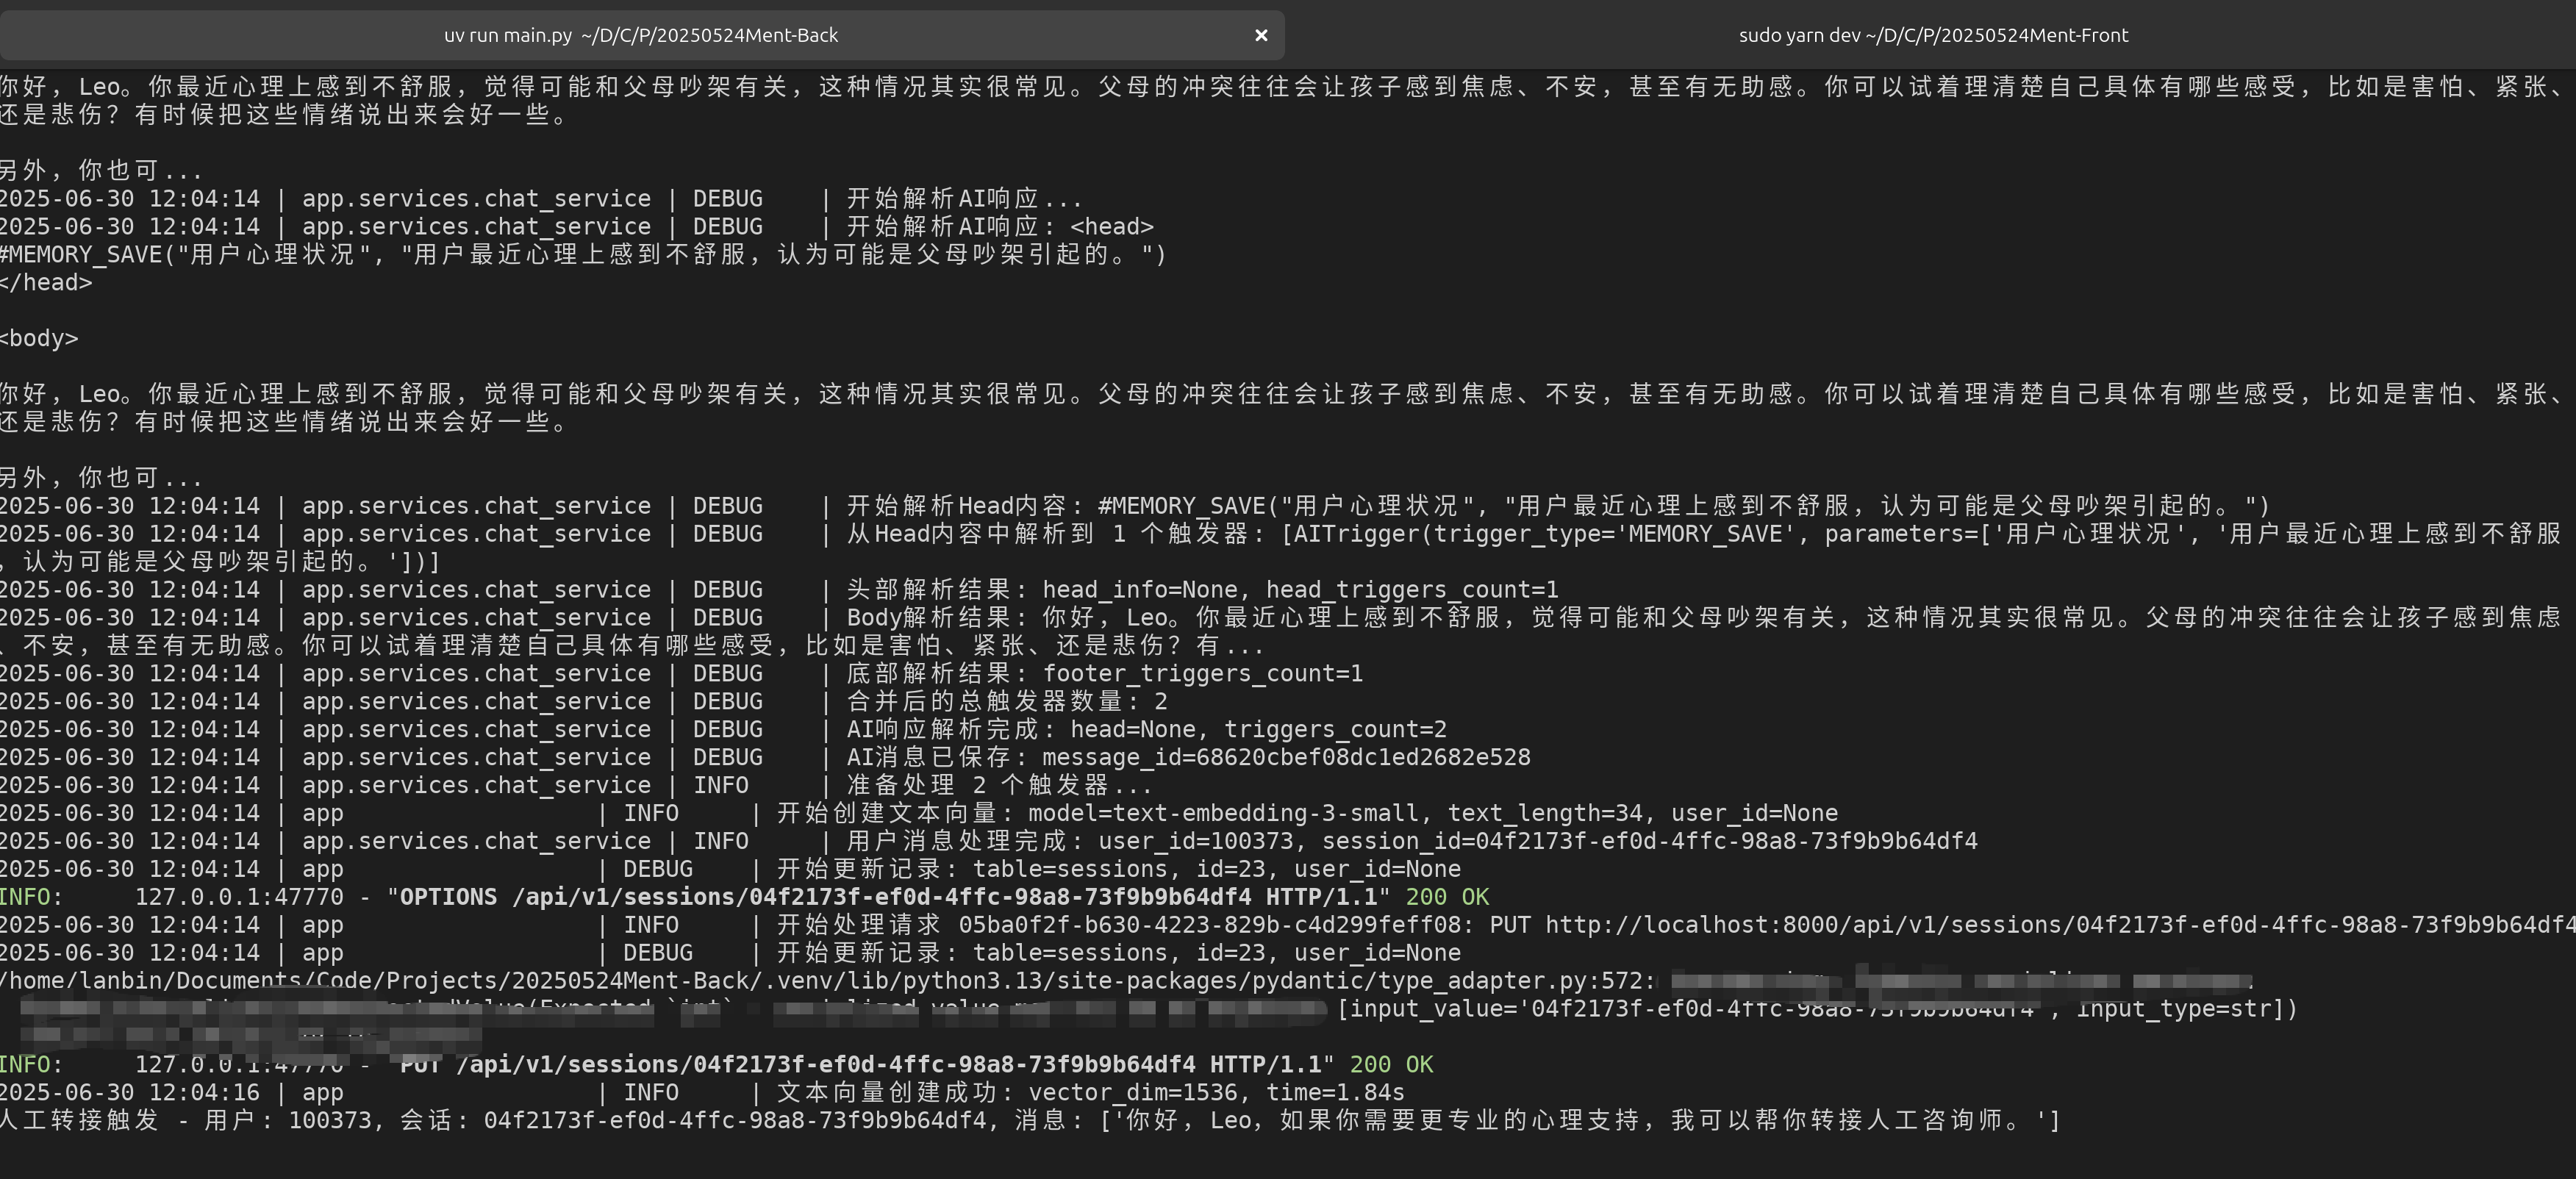 uv run main.py ~/D/C/P/20250524Ment-Back
sudo yarn dev ~/D/C/P/20250524Ment-Front
你好，Leo。你最近心理上感到不舒服，觉得可能和父母吵架有关，这种情况其实很常见。父母的冲突往往会让孩子感到焦虑、不安，甚至有无助感。你可以试着理清楚自己具体有哪些感受，比如是害怕、紧张、
还是悲伤？有时候把这些情绪说出来会好一些。
另外，你也可...
2025-06-30 12:04:14 | app.services.chat_service | DEBUG    | 开始解析AI响应...
2025-06-30 12:04:14 | app.services.chat_service | DEBUG    | 开始解析AI响应: <head>
#MEMORY_SAVE("用户心理状况", "用户最近心理上感到不舒服，认为可能是父母吵架引起的。")
</head>
<body>
你好，Leo。你最近心理上感到不舒服，觉得可能和父母吵架有关，这种情况其实很常见。父母的冲突往往会让孩子感到焦虑、不安，甚至有无助感。你可以试着理清楚自己具体有哪些感受，比如是害怕、紧张、
还是悲伤？有时候把这些情绪说出来会好一些。
另外，你也可...
2025-06-30 12:04:14 | app.services.chat_service | DEBUG    | 开始解析Head内容: #MEMORY_SAVE("用户心理状况", "用户最近心理上感到不舒服，认为可能是父母吵架引起的。")
2025-06-30 12:04:14 | app.services.chat_service | DEBUG    | 从Head内容中解析到 1 个触发器: [AITrigger(trigger_type='MEMORY_SAVE', parameters=['用户心理状况', '用户最近心理上感到不舒服
，认为可能是父母吵架引起的。'])]
2025-06-30 12:04:14 | app.services.chat_service | DEBUG    | 头部解析结果: head_info=None, head_triggers_count=1
2025-06-30 12:04:14 | app.services.chat_service | DEBUG    | Body解析结果: 你好，Leo。你最近心理上感到不舒服，觉得可能和父母吵架有关，这种情况其实很常见。父母的冲突往往会让孩子感到焦虑
、不安，甚至有无助感。你可以试着理清楚自己具体有哪些感受，比如是害怕、紧张、还是悲伤？有...
2025-06-30 12:04:14 | app.services.chat_service | DEBUG    | 底部解析结果: footer_triggers_count=1
2025-06-30 12:04:14 | app.services.chat_service | DEBUG    | 合并后的总触发器数量: 2
2025-06-30 12:04:14 | app.services.chat_service | DEBUG    | AI响应解析完成: head=None, triggers_count=2
2025-06-30 12:04:14 | app.services.chat_service | DEBUG    | AI消息已保存: message_id=68620cbef08dc1ed2682e528
2025-06-30 12:04:14 | app.services.chat_service | INFO     | 准备处理 2 个触发器...
2025-06-30 12:04:14 | app                  | INFO     | 开始创建文本向量: model=text-embedding-3-small, text_length=34, user_id=None
2025-06-30 12:04:14 | app.services.chat_service | INFO     | 用户消息处理完成: user_id=100373, session_id=04f2173f-ef0d-4ffc-98a8-73f9b9b64df4
2025-06-30 12:04:14 | app                  | DEBUG    | 开始更新记录: table=sessions, id=23, user_id=None
INFO:     127.0.0.1:47770 - "OPTIONS /api/v1/sessions/04f2173f-ef0d-4ffc-98a8-73f9b9b64df4 HTTP/1.1" 200 OK
2025-06-30 12:04:14 | app                  | INFO     | 开始处理请求 05ba0f2f-b630-4223-829b-c4d299feff08: PUT http://localhost:8000/api/v1/sessions/04f2173f-ef0d-4ffc-98a8-73f9b9b64df4
2025-06-30 12:04:14 | app                  | DEBUG    | 开始更新记录: table=sessions, id=23, user_id=None
/home/lanbin/Documents/Code/Projects/20250524Ment-Back/.venv/lib/python3.13/site-packages/pydantic/type_adapter.py:572:
[input_value='04f2173f-ef0d-4ffc-98a8-73f9b9b64df4', input_type=str])
INFO:     127.0.0.1:47770 - "PUT /api/v1/sessions/04f2173f-ef0d-4ffc-98a8-73f9b9b64df4 HTTP/1.1" 200 OK
2025-06-30 12:04:16 | app                  | INFO     | 文本向量创建成功: vector_dim=1536, time=1.84s
人工转接触发 - 用户: 100373, 会话: 04f2173f-ef0d-4ffc-98a8-73f9b9b64df4, 消息: ['你好，Leo，如果你需要更专业的心理支持，我可以帮你转接人工咨询师。']